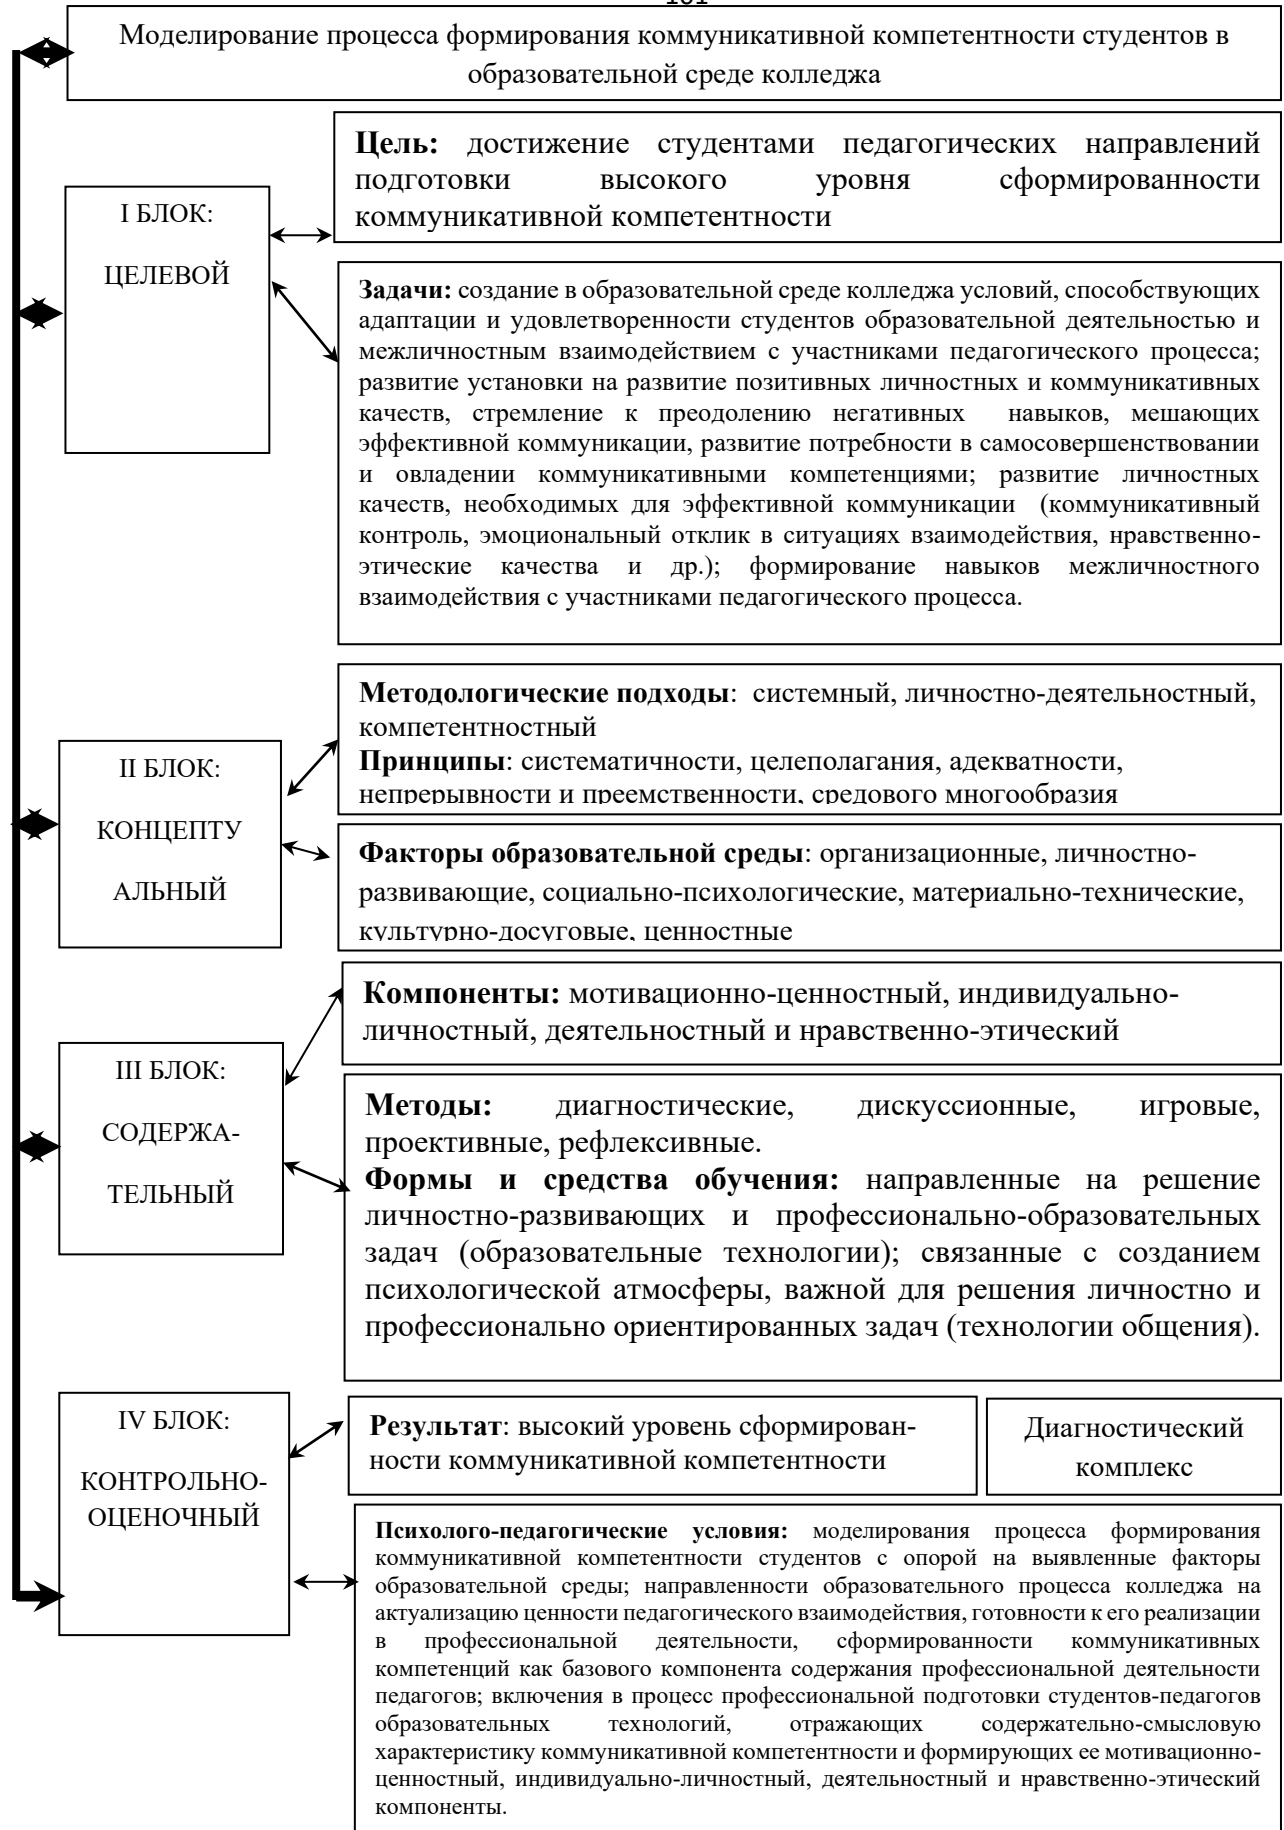 Моделирование процесса формирования коммуникативной компетентности студентов в
образовательной среде колледжа
I БЛОК:
ЦЕЛЕВОЙ
Цель: достижение студентами педагогических направлений
подготовки высокого уровня сформированности
коммуникативной компетентности
Задачи: создание в образовательной среде колледжа условий, способствующих
адаптации и удовлетворенности студентов образовательной деятельностью и
межличностным взаимодействием с участниками педагогического процесса;
развитие установки на развитие позитивных личностных и коммуникативных
качеств, стремление к преодолению негативных навыков, мешающих
эффективной коммуникации, развитие потребности в самосовершенствовании
и овладении коммуникативными компетенциями; развитие личностных
качеств, необходимых для эффективной коммуникации (коммуникативный
контроль, эмоциональный отклик в ситуациях взаимодействия, нравственно-
этические качества и др.); формирование навыков межличностного
взаимодействия с участниками педагогического процесса.
II БЛОК:
КОНЦЕПТУ
АЛЬНЫЙ
Методологические подходы: системный, личностно-деятельностный,
компетентностный
Принципы: систематичности, целеполагания, адекватности,
непрерывности и преемственности, средового многообразия
Факторы образовательной среды: организационные, личностно-
развивающие, социально-психологические, материально-технические,
культурно-досуговые, ценностные
III БЛОК:
СОДЕРЖА-
ТЕЛЬНЫЙ
Компоненты: мотивационно-ценностный, индивидуально-
личностный, деятельностный и нравственно-этический
Методы: диагностические, дискуссионные, игровые,
проективные, рефлексивные.
Формы и средства обучения: направленные на решение
личностно-развивающих и профессионально-образовательных
задач (образовательные технологии); связанные с созданием
психологической атмосферы, важной для решения личностно и
профессионально ориентированных задач (технологии общения).
IV БЛОК:
КОНТРОЛЬНО-
ОЦЕНОЧНЫЙ
Результат: высокий уровень сформирован-
ности коммуникативной компетентности
Диагностический
комплекс
Психолого-педагогические условия: моделирования процесса формирования
коммуникативной компетентности студентов с опорой на выявленные факторы
образовательной среды; направленности образовательного процесса колледжа на
актуализацию ценности педагогического взаимодействия, готовности к его реализации
в профессиональной деятельности, сформированности коммуникативных
компетенций как базового компонента содержания профессиональной деятельности
педагогов; включения в процесс профессиональной подготовки студентов-педагогов
образовательных технологий, отражающих содержательно-смысловую
характеристику коммуникативной компетентности и формирующих ее мотивационно-
ценностный, индивидуально-личностный, деятельностный и нравственно-этический
компоненты.